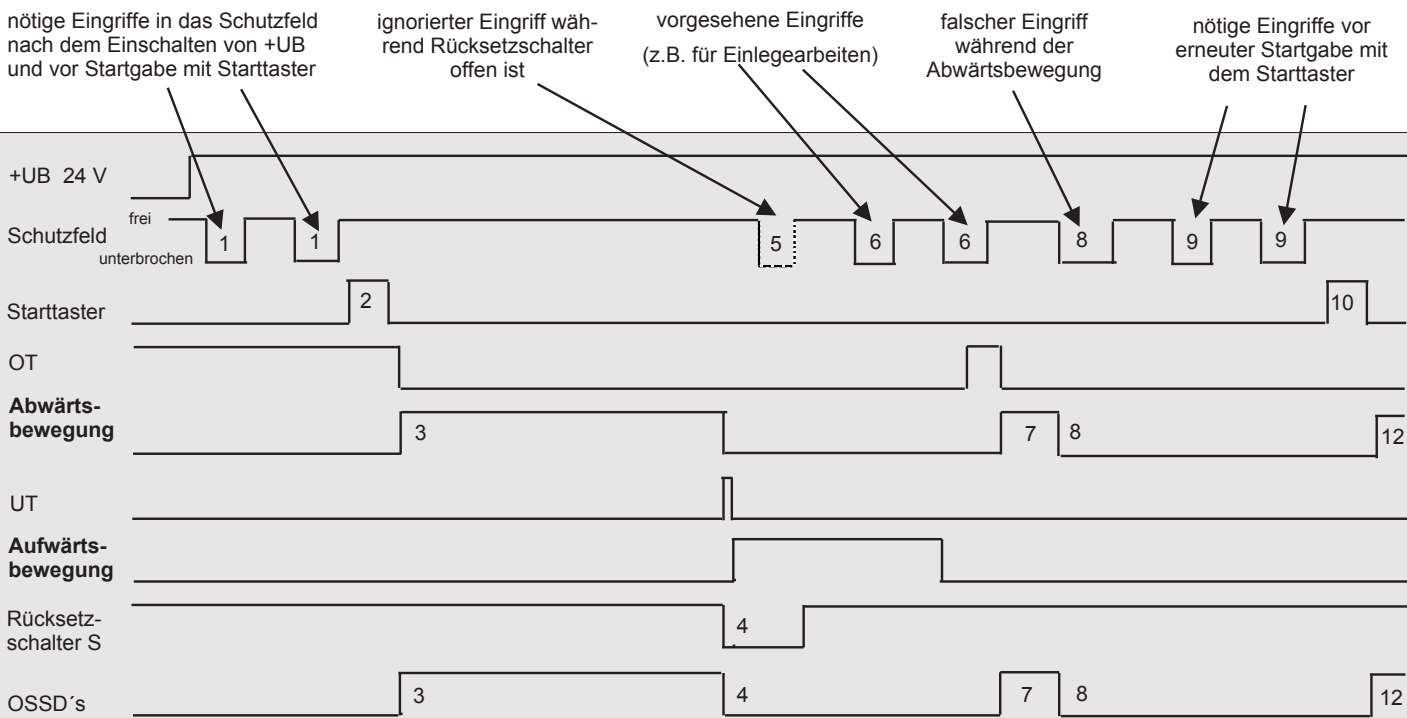 nötige Eingriffe in das Schutzfeld
nach dem Einschalten von +UB
und vor Startgabe mit Starttaster
ignorierter Eingriff wäh-
rend Rücksetzschalter
offen ist
vorgesehene Eingriffe
(z.B. für Einlegearbeiten)
falscher Eingriff
während der
Abwärtsbewegung
nötige Eingriffe vor
erneuter Startgabe mit
dem Starttaster
+UB 24 V
frei
Schutzfeld
unterbrochen
1 1 5 6 6 8 9 9
Starttaster
2 10
OT
Abwärts-
bewegung
3 7 8 12
UT
Aufwärts-
bewegung
Rücksetz-
schalter S
4
OSSD´s
3 4 7 8 12